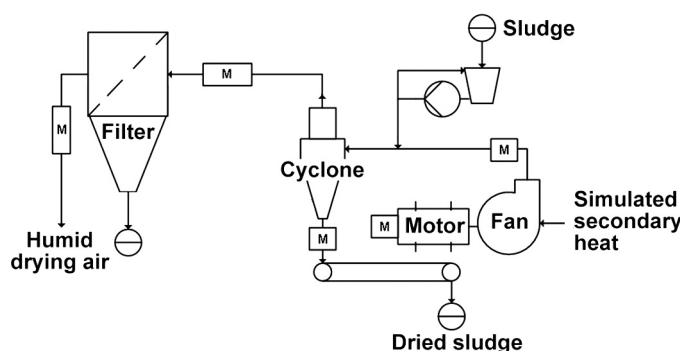 Sludge
M
M
Filter
M
Cyclone
M
Simulated
secondary
heat
M
Motor
Fan
M
Humid
drying air
Dried sludge